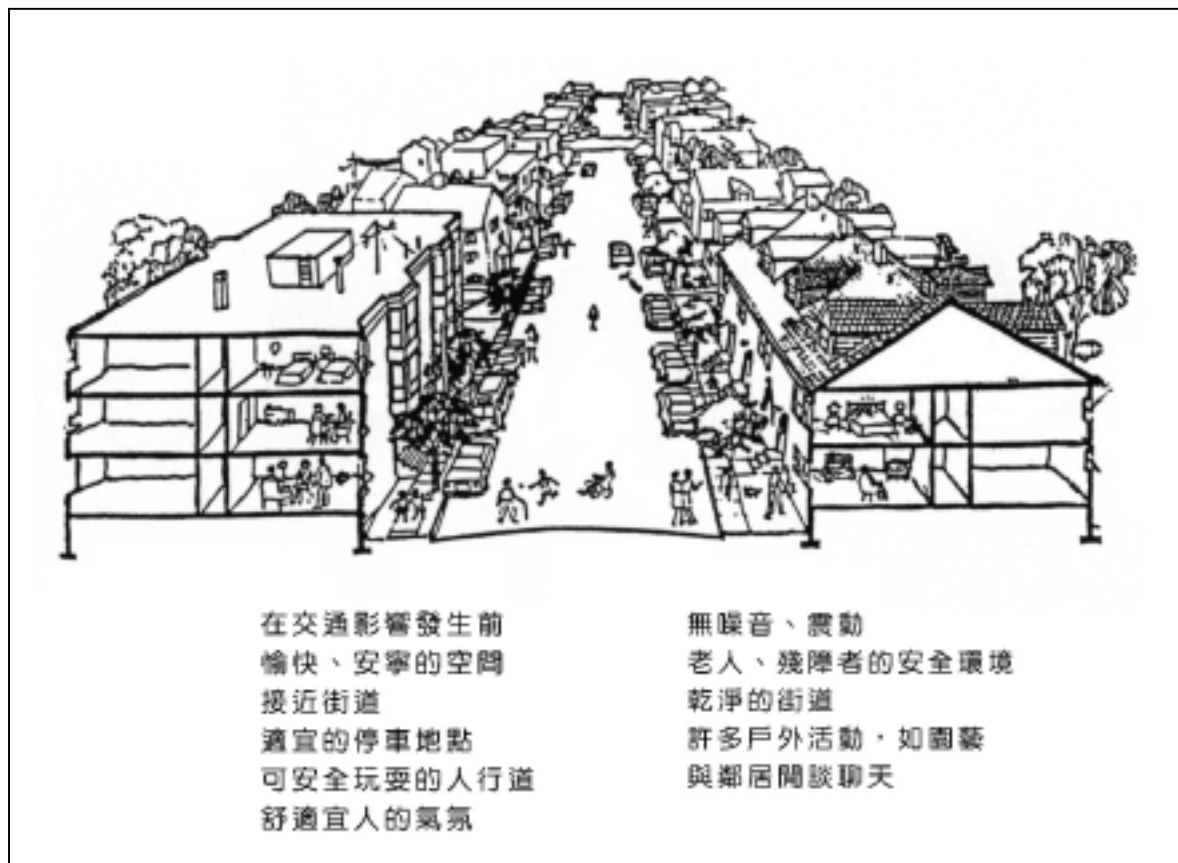 在交通影響發生前
愉快、安寧的空間
接近街道
適宜的停車地點
可安全玩耍的人行道
舒適宜人的氣氛
無噪音、震動
老人、殘障者的安全環境
乾淨的街道
許多戶外活動，如園藝
與鄰居閒談聊天